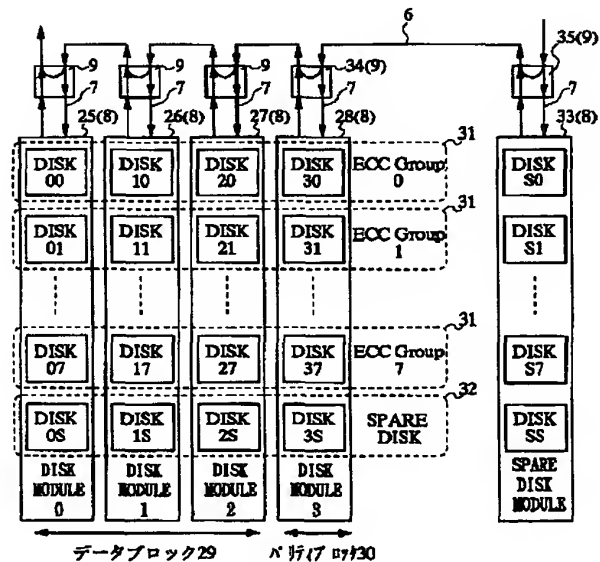 6
9 9 9 34(9) 35(9)
7 7 7 7 7
25(8) 26(8) 27(8) 28(8) 33(8)
31
DISK 00 DISK 10 DISK 20 DISK 30 ECC Group 0 DISK S0
31
DISK 01 DISK 11 DISK 21 DISK 31 ECC Group 1 DISK S1
31
DISK 07 DISK 17 DISK 27 DISK 37 ECC Group 7 DISK S7
32
DISK 0S DISK 1S DISK 2S DISK 3S SPARE DISK DISK SS
DISK MODULE 0 DISK MODULE 1 DISK MODULE 2 DISK MODULE 3 SPARE DISK MODULE
データブロック29 パリティブロック30